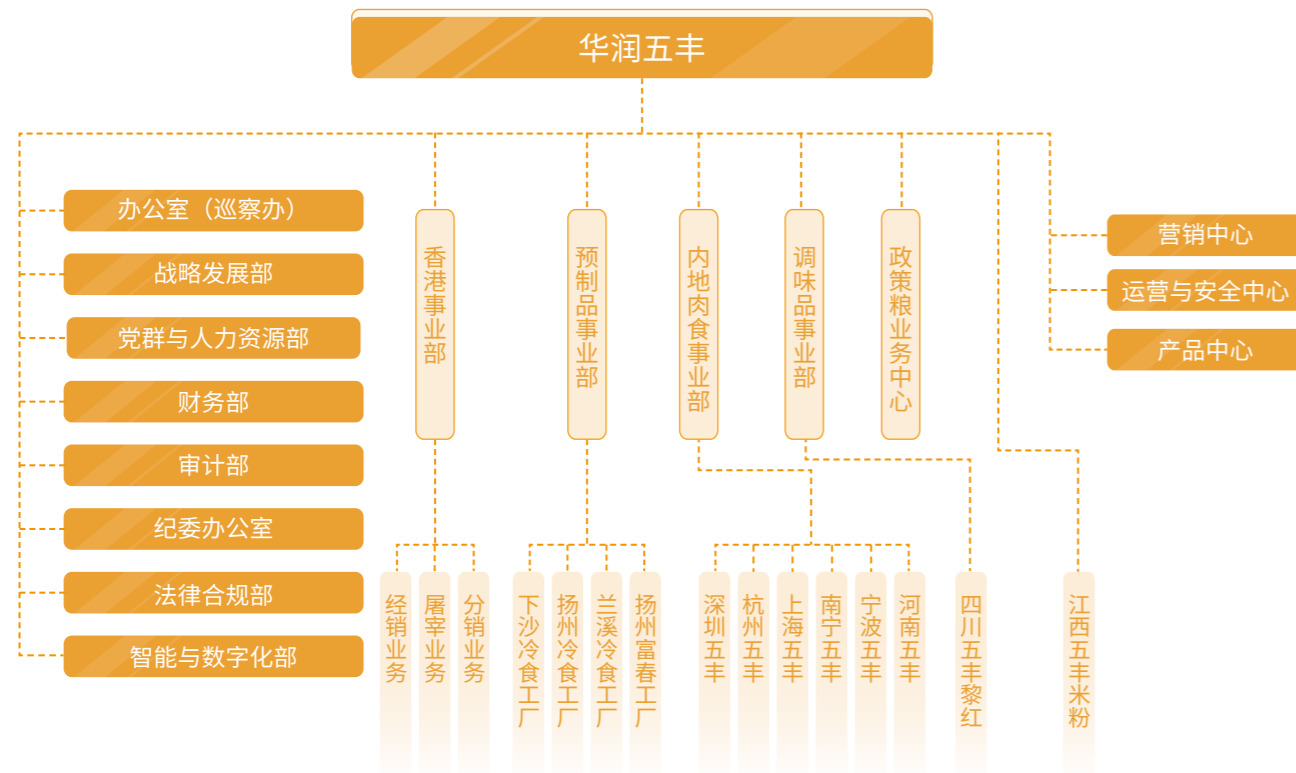 华润五丰
办公室（巡察办）
战略发展部
党群与人力资源部
财务部
审计部
纪委办公室
法律合规部
智能与数字化部
香港事业部
预制品事业部
内地肉食事业部
调味品事业部
政策粮业务中心
营销中心
运营与安全中心
产品中心
经销业务
屠宰业务
分销业务
下沙冷食工厂
扬州冷食工厂
兰溪冷食工厂
扬州富春工厂
深圳五丰
杭州五丰
上海五丰
南宁五丰
宁波五丰
河南五丰
四川五丰黎红
江西五丰米粉